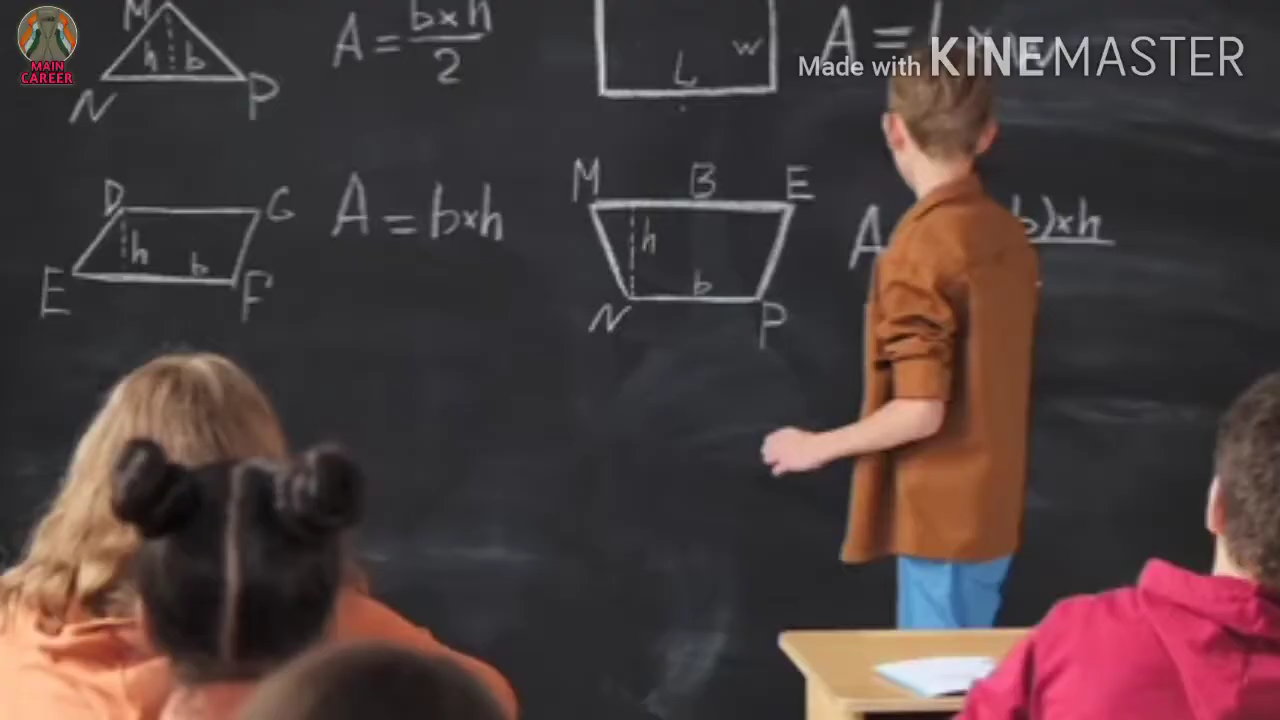 MAIN
CAREER
Made with KINEMASTER
M
h b
N P
A = b×h
2
L
w
A =
D G
h
b
E F
A = b×h
M B E
h
b
N P
A
b)×h